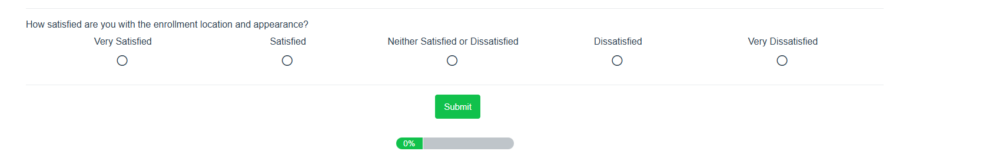 How satisfied are you with the enrollment location and appearance?
Very Satisfied Satisfied Neither Satisfied or Dissatisfied Dissatisfied Very Dissatisfied
Submit
0%